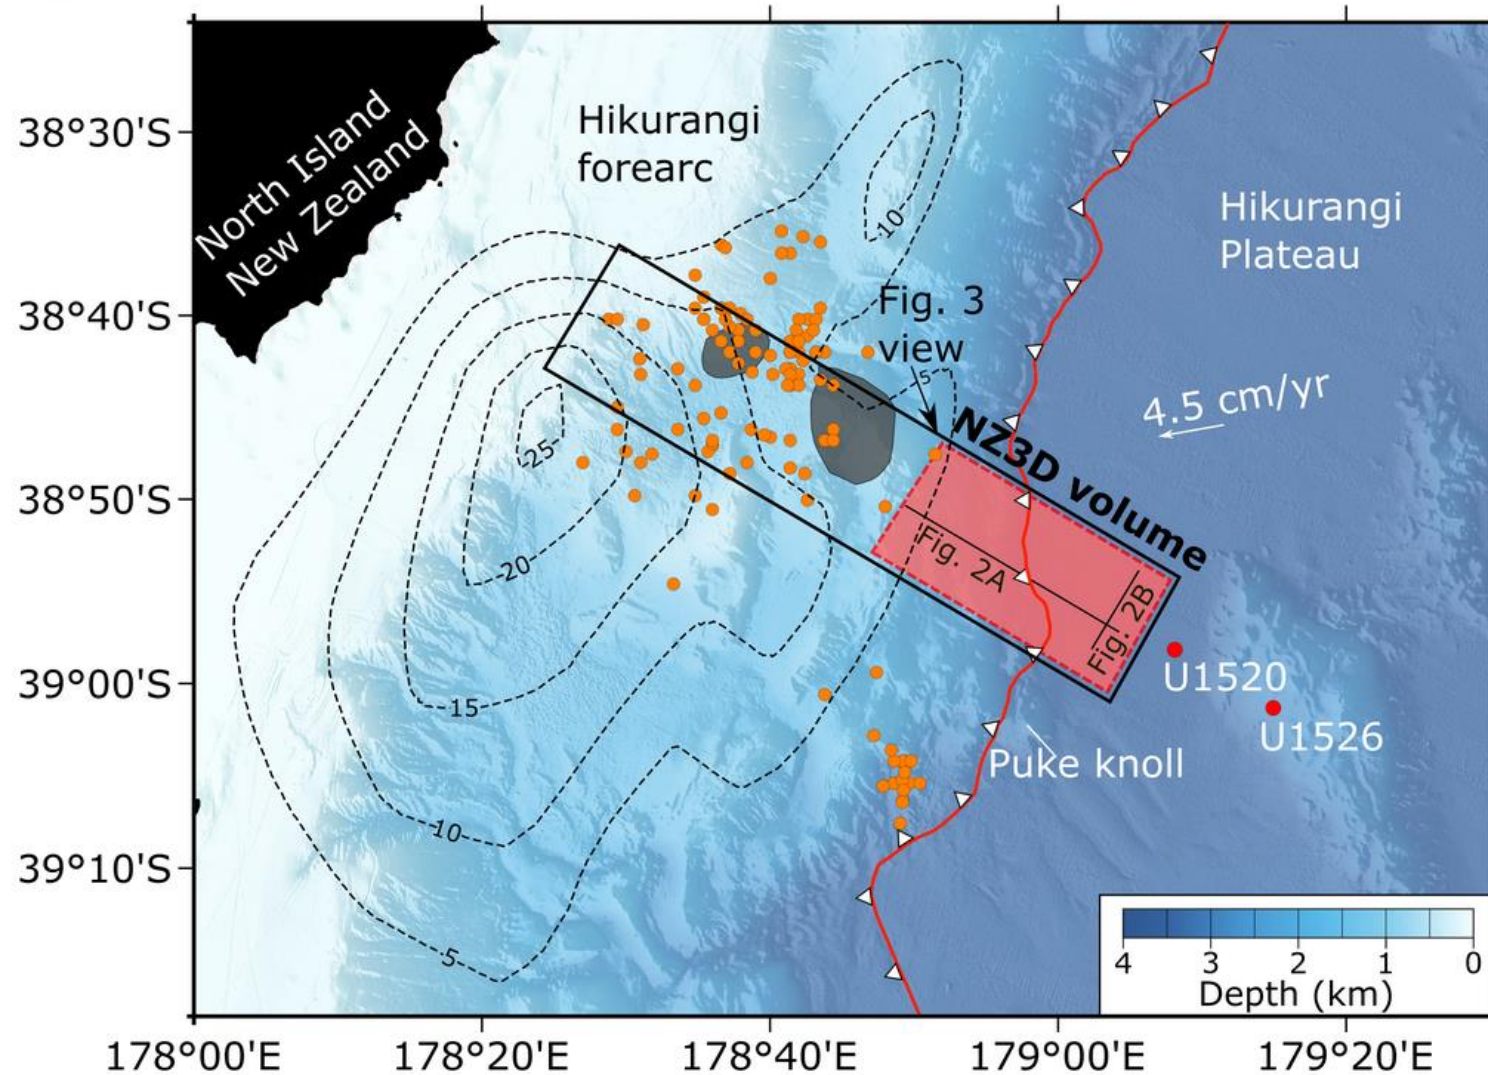 38°30'S
38°40'S
38°50'S
39°00'S
39°10'S
North Island
New Zealand
Hikurangi
forearc
Hikurangi
Plateau
10
Fig. 3
view
5
4.5 cm/yr
NZ3D volume
25
20
15
10
5
Fig. 2A
Fig. 2B
U1520
U1526
Puke knoll
4 3 2 1 0
Depth (km)
178°00'E 178°20'E 178°40'E 179°00'E 179°20'E